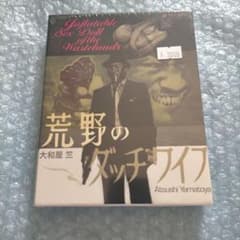 Inflatable
Sex Doll
of the
Wastelands
荒野の
大和屋 竺
ダッチワイフ
Atsushi Yamatoya